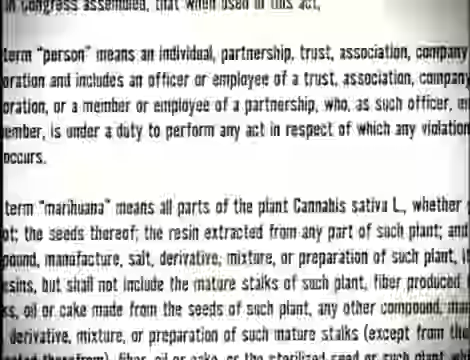 in Congress assembled, that when used in this act,
term "person" means an individual, partnership, trust, association, company
oration and includes an officer or employee of a trust, association, company
oration, or a member or employee of a partnership, who, as such officer,
ember, is under a duty to perform any act in respect of which any violation
occurs.
term "marihuana" means all parts of the plant Cannabis sativa L., whether
ot; the seeds thereof; the resin extracted from any part of such plant; and
pound, manufacture, salt, derivative, mixture, or preparation of such plant,
esins, but shall not include the mature stalks of such plant, fiber produced
ks, oil or cake made from the seeds of such plant, any other compound,
derivative, mixture, or preparation of such mature stalks (except from the
therefrom), fiber, oil or cake, or the sterilized seed of such plant